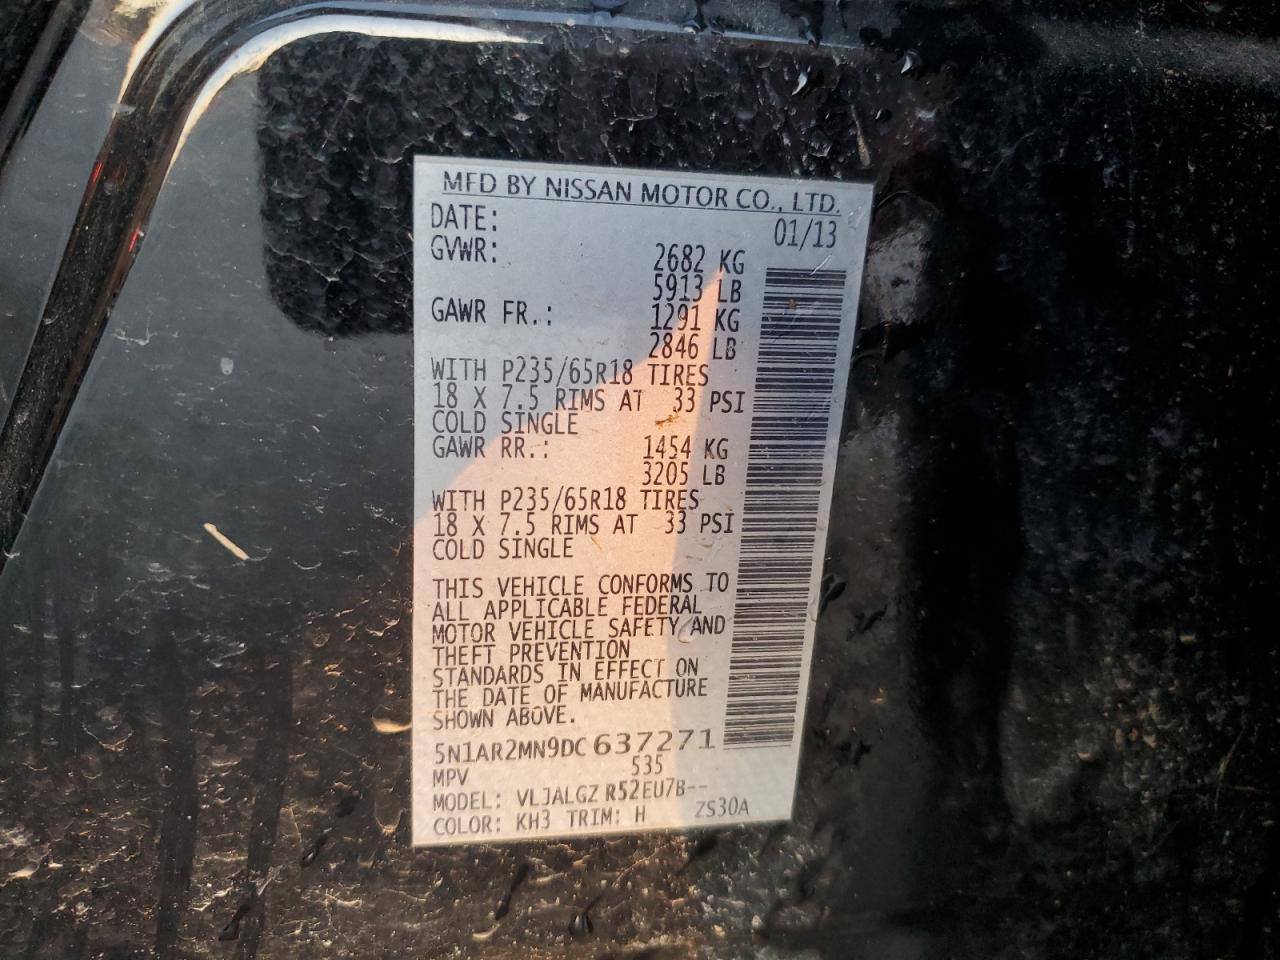 MFD BY NISSAN MOTOR CO., LTD.
DATE: 01/13
GVWR: 2682 KG
5913 LB
GAWR FR.: 1291 KG
2846 LB
WITH P235/65R18 TIRES
18 X 7.5 RIMS AT 33 PSI
COLD SINGLE
GAWR RR.: 1454 KG
3205 LB
WITH P235/65R18 TIRES
18 X 7.5 RIMS AT 33 PSI
COLD SINGLE
THIS VEHICLE CONFORMS TO
ALL APPLICABLE FEDERAL
MOTOR VEHICLE SAFETY AND
THEFT PREVENTION
STANDARDS IN EFFECT ON
THE DATE OF MANUFACTURE
SHOWN ABOVE.
5N1AR2MN9DC637271
MPV 535
MODEL: VLJALGZ R52EU7B--
COLOR: KH3 TRIM: H ZS30A